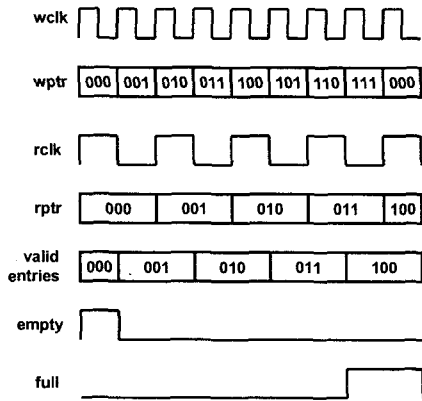 wclk
wptr 000 001 010 011 100 101 110 111 000
rclk
rptr 000 001 010 011 100
valid entries 000 001 010 011 100
empty
full